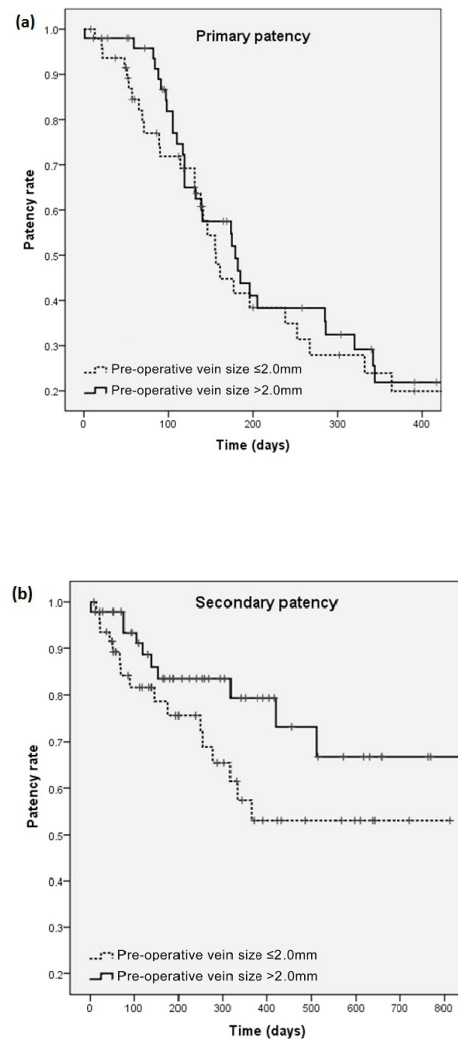 (a)
Primary patency
Patency rate
1.0
0.9
0.8
0.7
0.6
0.5
0.4
0.3
0.2
Pre-operative vein size ≤2.0mm
Pre-operative vein size >2.0mm
0 100 200 300 400
Time (days)
(b)
Secondary patency
Patency rate
1.0
0.9
0.8
0.7
0.6
0.5
0.4
0.3
0.2
Pre-operative vein size ≤2.0mm
Pre-operative vein size >2.0mm
0 100 200 300 400 500 600 700 800
Time (days)